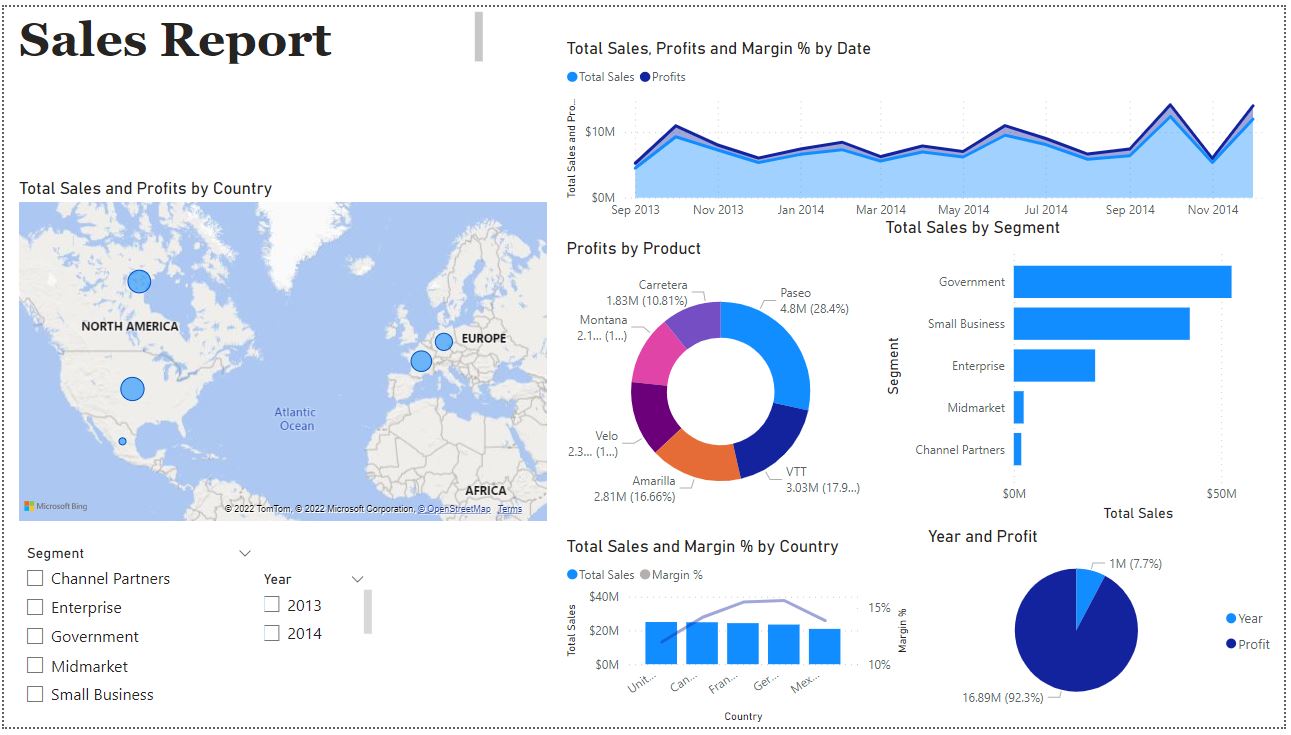 Sales Report
Total Sales and Profits by Country
NORTH AMERICA
EUROPE
Atlantic
Ocean
AFRICA
Microsoft Bing
© 2022 TomTom, © 2022 Microsoft Corporation, © OpenStreetMap Terms
Segment
Channel Partners
Enterprise
Government
Midmarket
Small Business
Year
2013
2014
Total Sales, Profits and Margin % by Date
Total Sales Profits
Total Sales and Pro...
$10M
$0M
Sep 2013 Nov 2013 Jan 2014 Mar 2014 May 2014 Jul 2014 Sep 2014 Nov 2014
Profits by Product
Carretera
1.83M (10.81%)
Paseo
4.8M (28.4%)
Montana
2.1... (1...)
Velo
2.3... (1...)
Amarilla
2.81M (16.66%)
VTT
3.03M (17.9...)
Total Sales by Segment
Segment
Government
Small Business
Enterprise
Midmarket
Channel Partners
$0M $50M
Total Sales
Total Sales and Margin % by Country
Total Sales Margin %
Total Sales
$40M
$20M
$0M
15%
10%
Margin %
Unit... Can... Fran... Ger... Mex...
Country
Year and Profit
1M (7.7%)
16.89M (92.3%)
Year
Profit